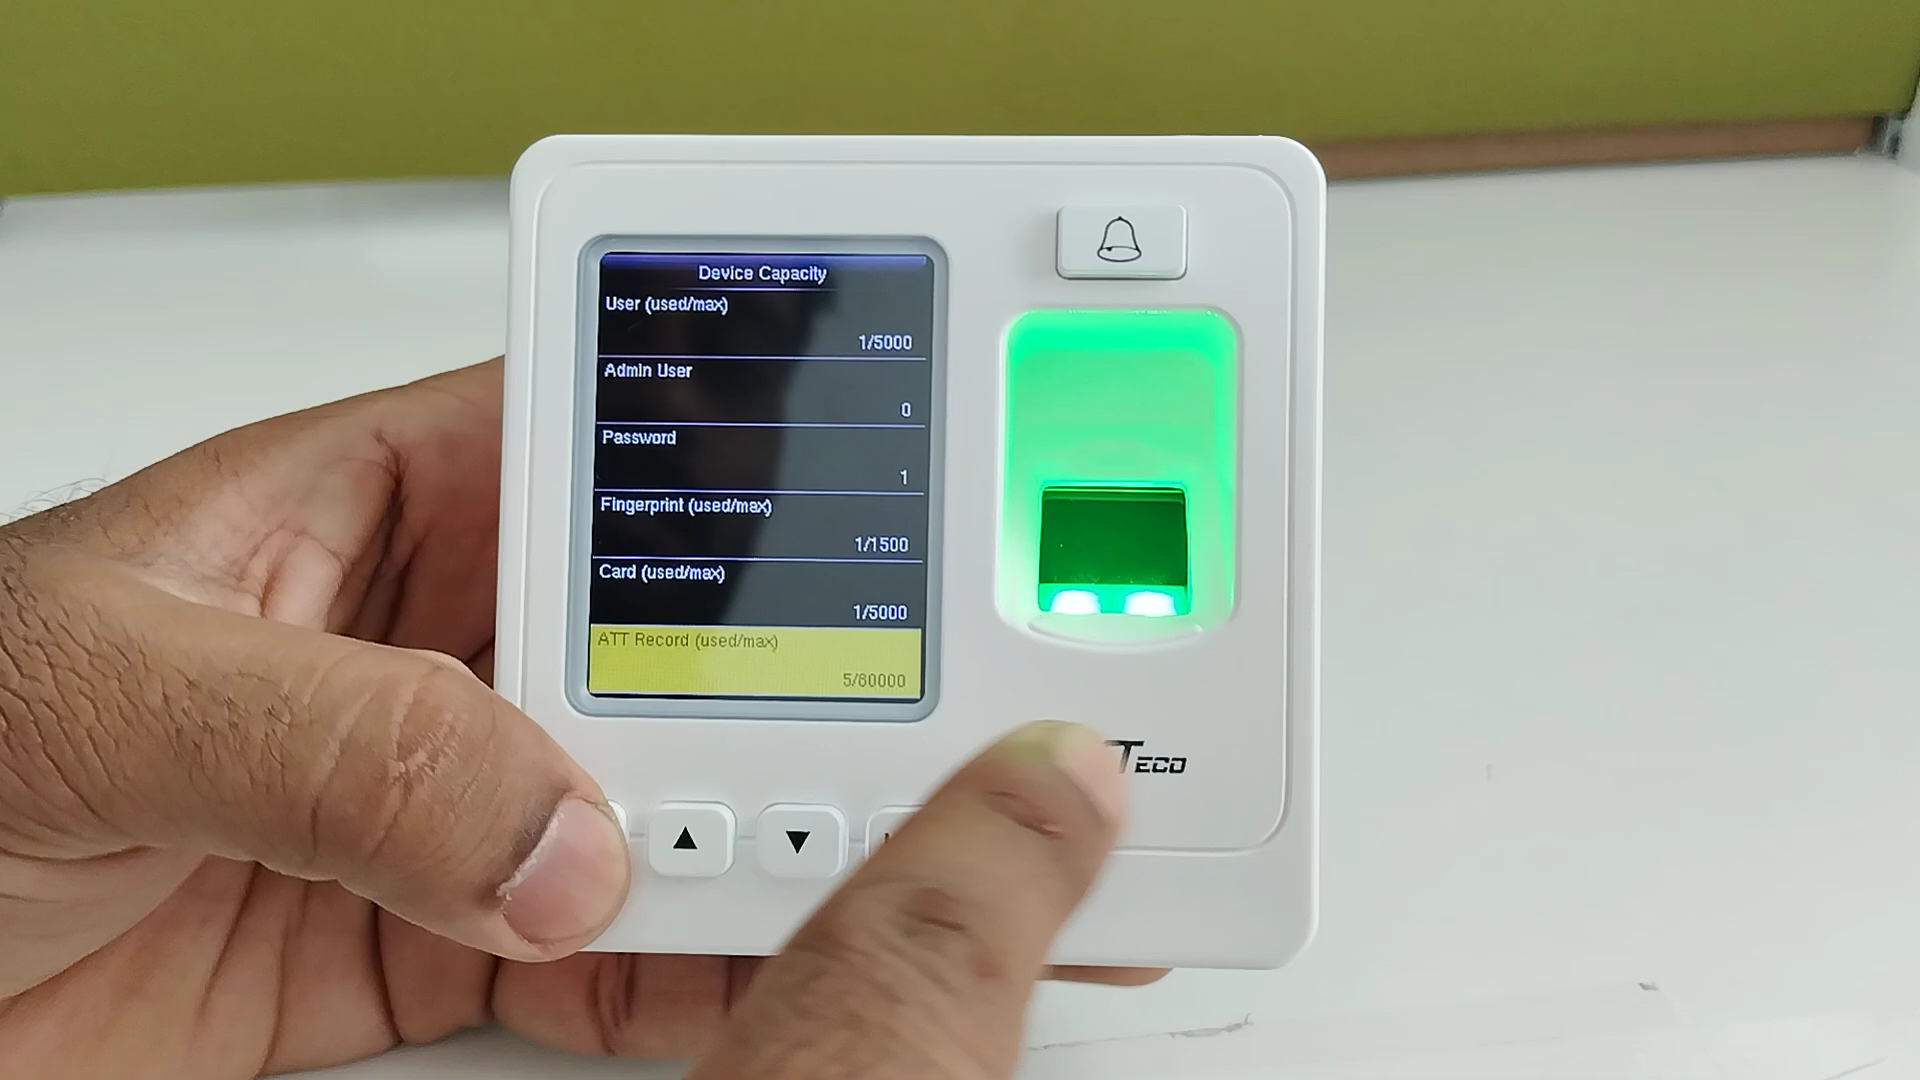 Device Capacity
User (used/max)
1/5000
Admin User
0
Password
1
Fingerprint (used/max)
1/1500
Card (used/max)
1/5000
ATT Record (used/max)
5/80000
TECO